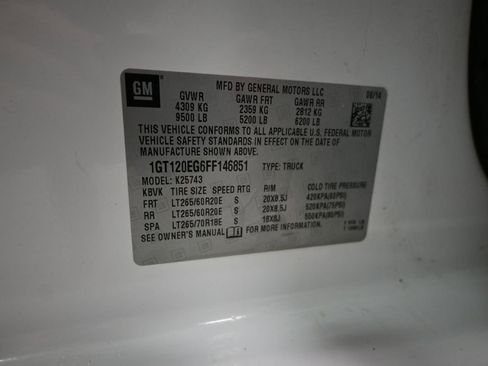 GM
MFD BY GENERAL MOTORS LLC
08/14
GVWR GAWR FRT GAWR RR
4309 KG 2359 KG 2812 KG
9500 LB 5200 LB 6200 LB
THIS VEHICLE CONFORMS TO ALL APPLICABLE U.S. FEDERAL MOTOR
VEHICLE SAFETY STANDARDS IN EFFECT ON THE DATE OF
MANUFACTURE SHOWN ABOVE.
1GT120EG6FF146851 TYPE: TRUCK
MODEL: K25743
KBVK TIRE SIZE SPEED RTG RIM COLD TIRE PRESSURE
FRT LT265/60R20E S 20X8.5J 420KPA(60PSI)
RR LT265/60R20E S 20X8.5J 520KPA(75PSI)
SPA LT265/70R18E S 18X8J 550KPA(80PSI)
SEE OWNER'S MANUAL FOR MORE INFORMATION